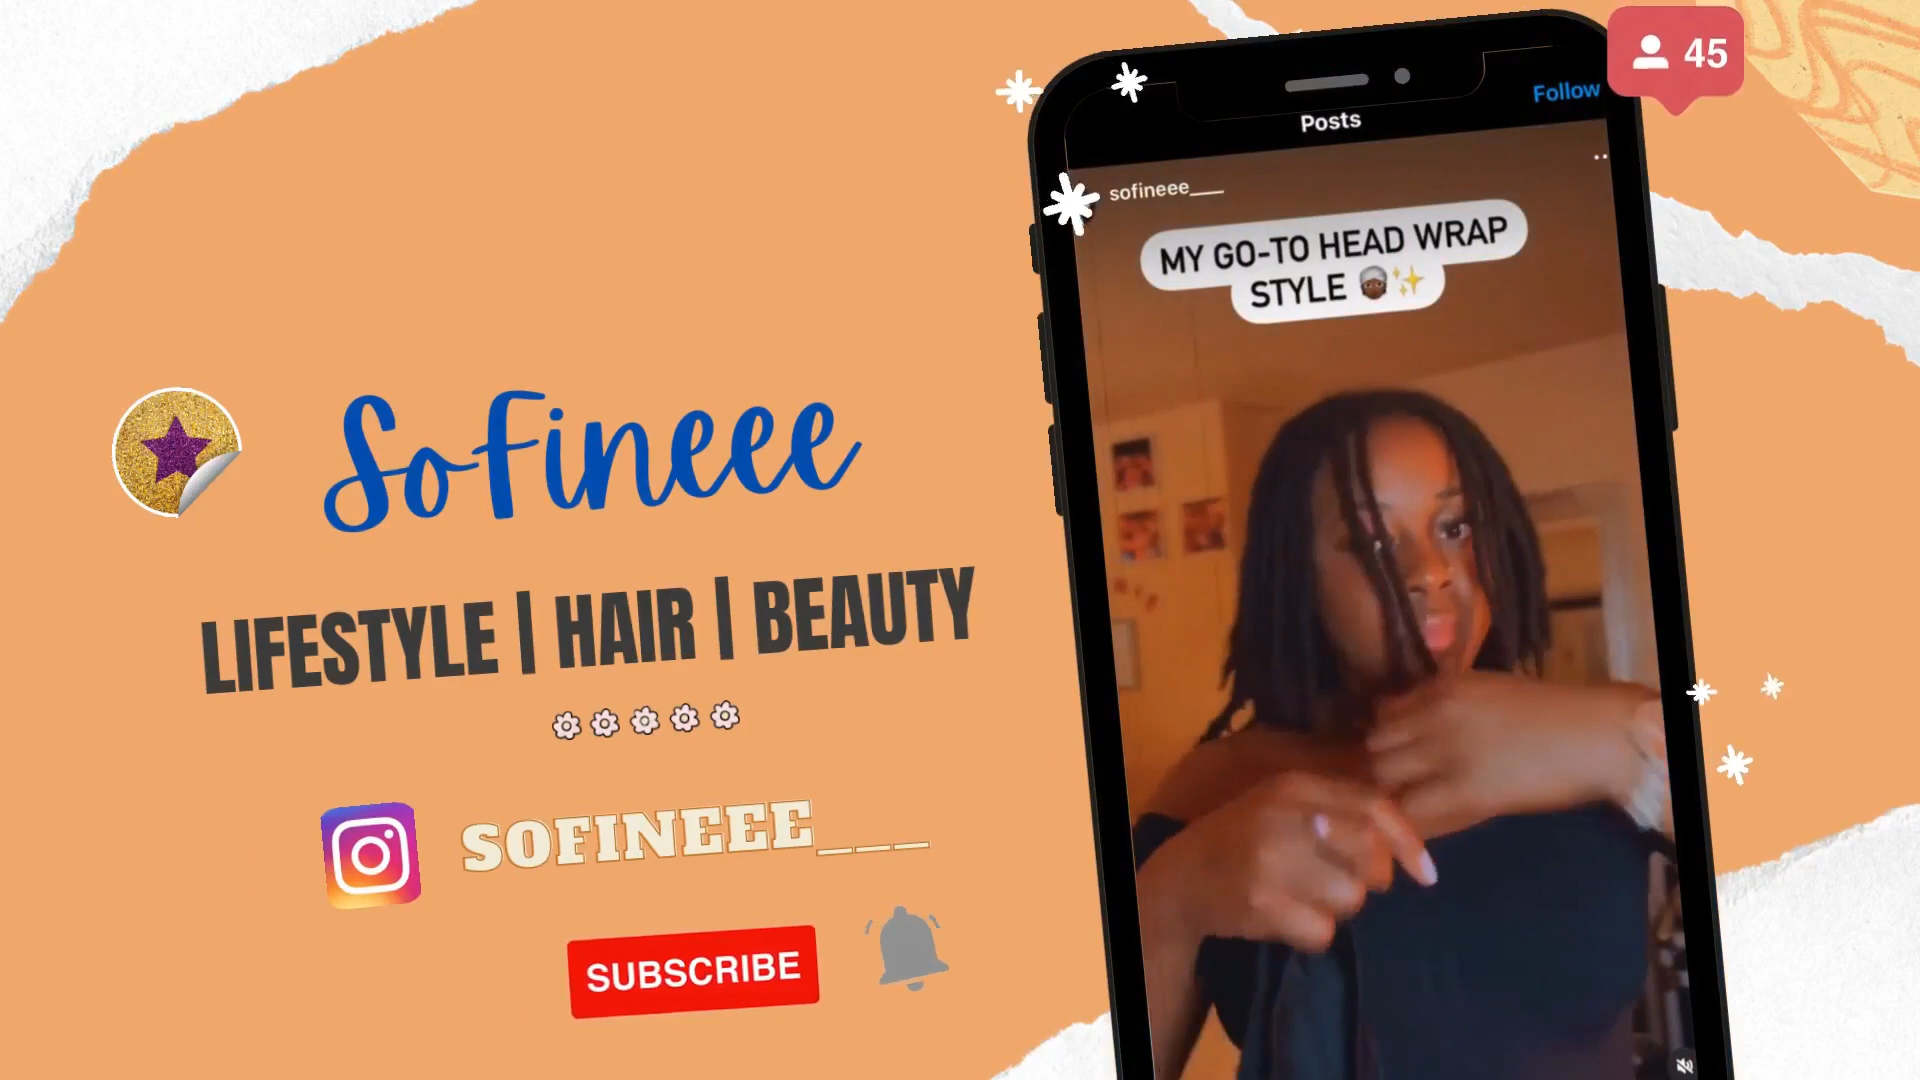 SoFineee
LIFESTYLE | HAIR | BEAUTY
SOFINEEE___
SUBSCRIBE
45
Follow
Posts
sofineee___
MY GO-TO HEAD WRAP
STYLE 👳🏿‍♀️✨